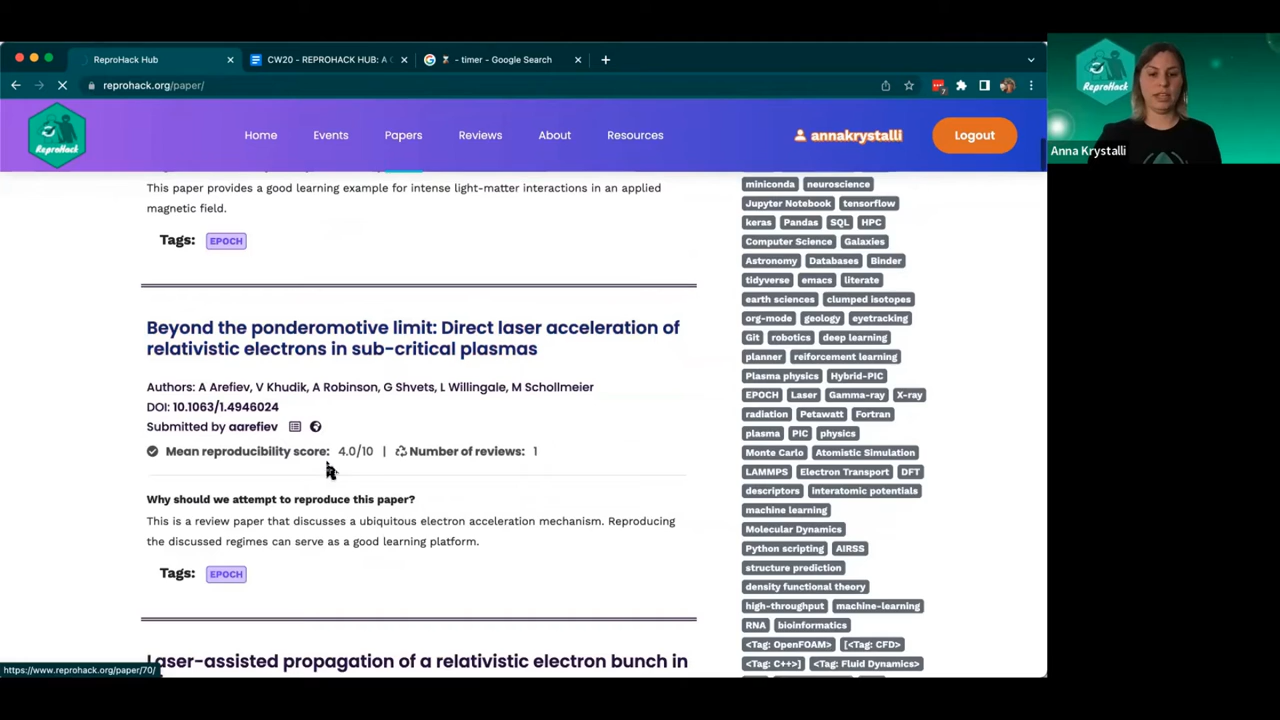 ReproHack Hub
CW20 - REPROHACK HUB: A C
- timer - Google Search
reprohack.org/paper/
ReproHack
Home
Events
Papers
Reviews
About
Resources
annakrystalli
Logout
ReproHack
Anna Krystalli
This paper provides a good learning example for intense light-matter interactions in an applied
magnetic field.
Tags: EPOCH
Beyond the ponderomotive limit: Direct laser acceleration of
relativistic electrons in sub-critical plasmas
Authors: A Arefiev, V Khudik, A Robinson, G Shvets, L Willingale, M Schollmeier
DOI: 10.1063/1.4946024
Submitted by aarefiev
Mean reproducibility score: 4.0/10 | Number of reviews: 1
Why should we attempt to reproduce this paper?
This is a review paper that discusses a ubiquitous electron acceleration mechanism. Reproducing
the discussed regimes can serve as a good learning platform.
Tags: EPOCH
Laser-assisted propagation of a relativistic electron bunch in
https://www.reprohack.org/paper/70/
miniconda neuroscience
Jupyter Notebook tensorflow
keras Pandas SQL HPC
Computer Science Galaxies
Astronomy Databases Binder
tidyverse emacs literate
earth sciences clumped isotopes
org-mode geology eyetracking
Git robotics deep learning
planner reiforcement learning
Plasma physics Hybrid-PIC
EPOCH Laser Gamma-ray X-ray
radiation Petawatt Fortran
plasma PIC physics
Monte Carlo Atomistic Simulation
LAMMPS Electron Transport DFT
descriptors interatomic potentials
machine learning
Molecular Dynamics
Python scripting AIRSS
structure prediction
density functional theory
high-throughput machine-learning
RNA bioinformatics
<Tag: OpenFOAM> [<Tag: CFD>
<Tag: C++>] <Tag: Fluid Dynamics>